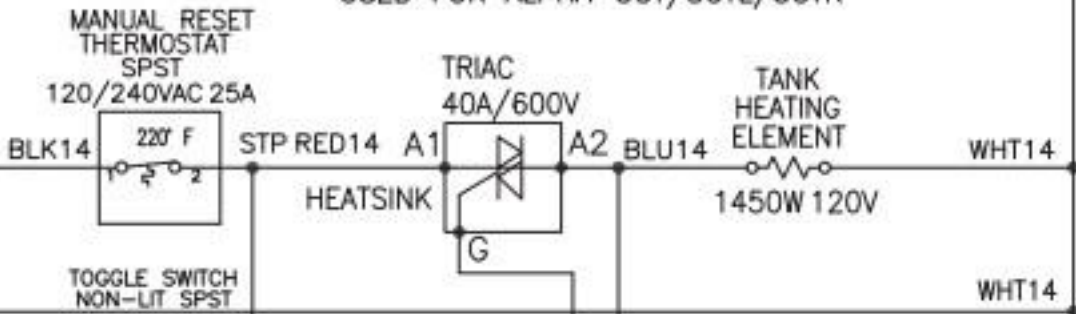 MANUAL RESET
THERMOSTAT
SPST
120/240VAC 25A
220° F
1
2
BLK14
STP RED14
TRIAC
40A/600V
A1
A2
HEATSINK
G
BLU14
TANK
HEATING
ELEMENT
1450W 120V
WHT14
TOGGLE SWITCH
NON-LIT SPST
WHT14